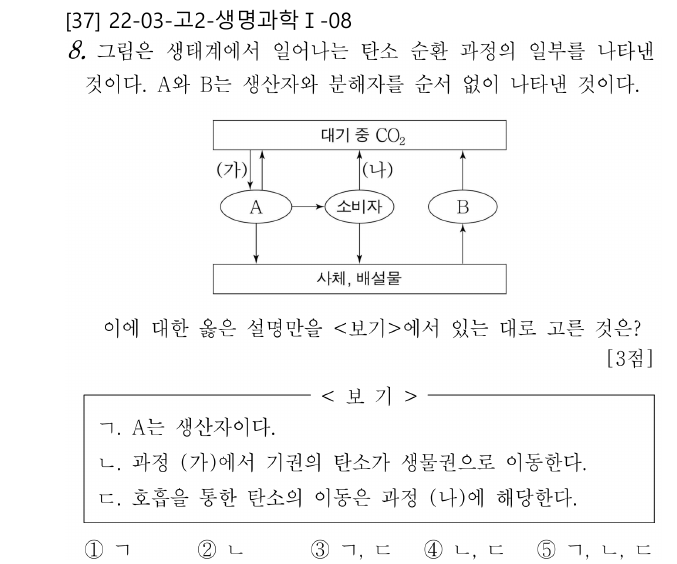 [37] 22-03-고2-생명과학Ⅰ-08
8. 그림은 생태계에서 일어나는 탄소 순환 과정의 일부를 나타낸
것이다. A와 B는 생산자와 분해자를 순서 없이 나타낸 것이다.
대기 중 CO₂
(가) (나)
A 소비자 B
사체, 배설물
이에 대한 옳은 설명만을 <보기>에서 있는 대로 고른 것은?
[3점]
< 보 기 >
ㄱ. A는 생산자이다.
ㄴ. 과정 (가)에서 기권의 탄소가 생물권으로 이동한다.
ㄷ. 호흡을 통한 탄소의 이동은 과정 (나)에 해당한다.
① ㄱ ② ㄴ ③ ㄱ, ㄷ ④ ㄴ, ㄷ ⑤ ㄱ, ㄴ, ㄷ